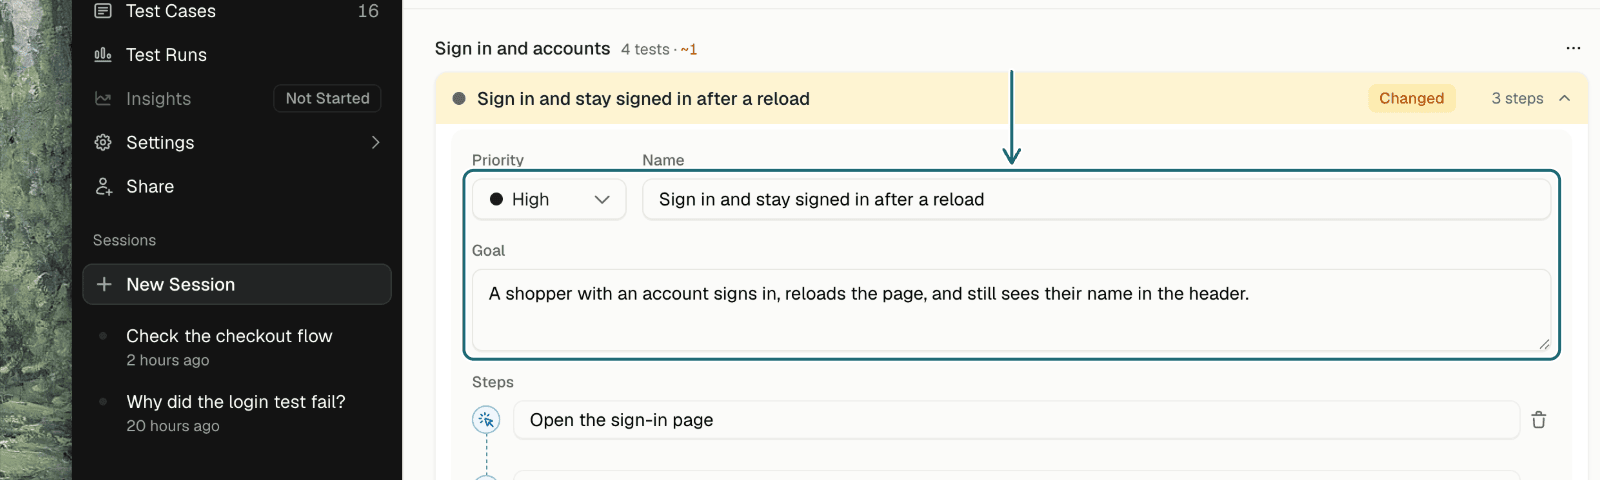 Test Cases 16
Test Runs
Insights Not Started
Settings
Share
Sessions
New Session
Check the checkout flow
2 hours ago
Why did the login test fail?
20 hours ago
Sign in and accounts 4 tests · ~1
Sign in and stay signed in after a reload Changed 3 steps
Priority Name
High Sign in and stay signed in after a reload
Goal
A shopper with an account signs in, reloads the page, and still sees their name in the header.
Steps
Open the sign-in page